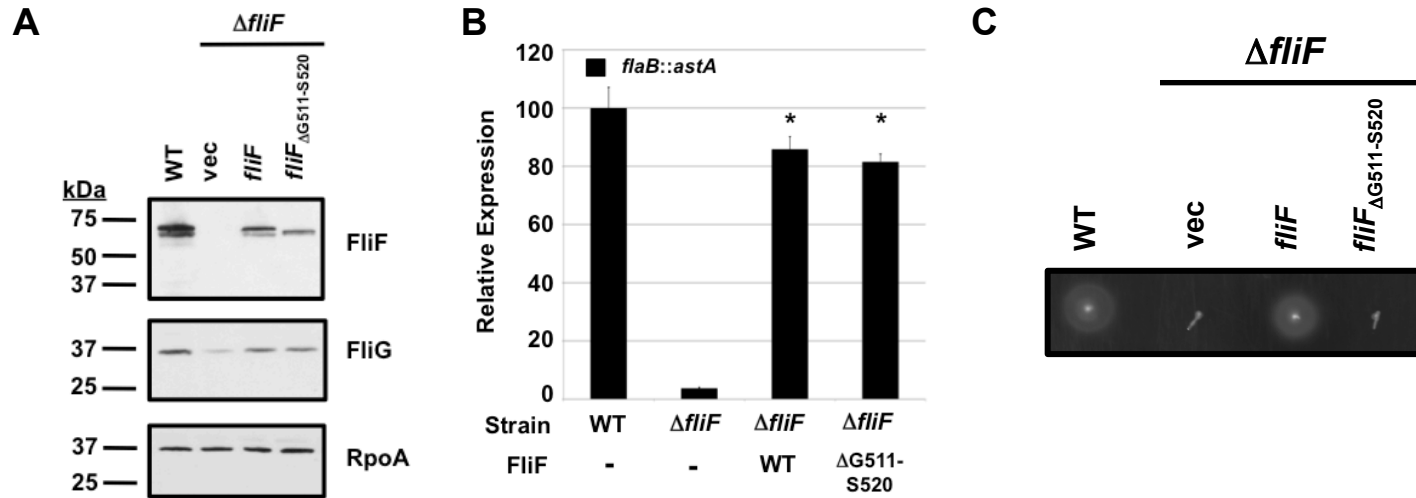 A
ΔfliF
WT
vec
fliF
fliFΔG511-S520
kDa
75
50
37
FliF
37
25
FliG
37
25
RpoA
B
flaB::astA
Relative Expression
120
100
80
60
40
20
0
*
*
Strain WT ΔfliF ΔfliF ΔfliF
FliF - - WT ΔG511-
S520
C
ΔfliF
WT
vec
fliF
fliFΔG511-S520